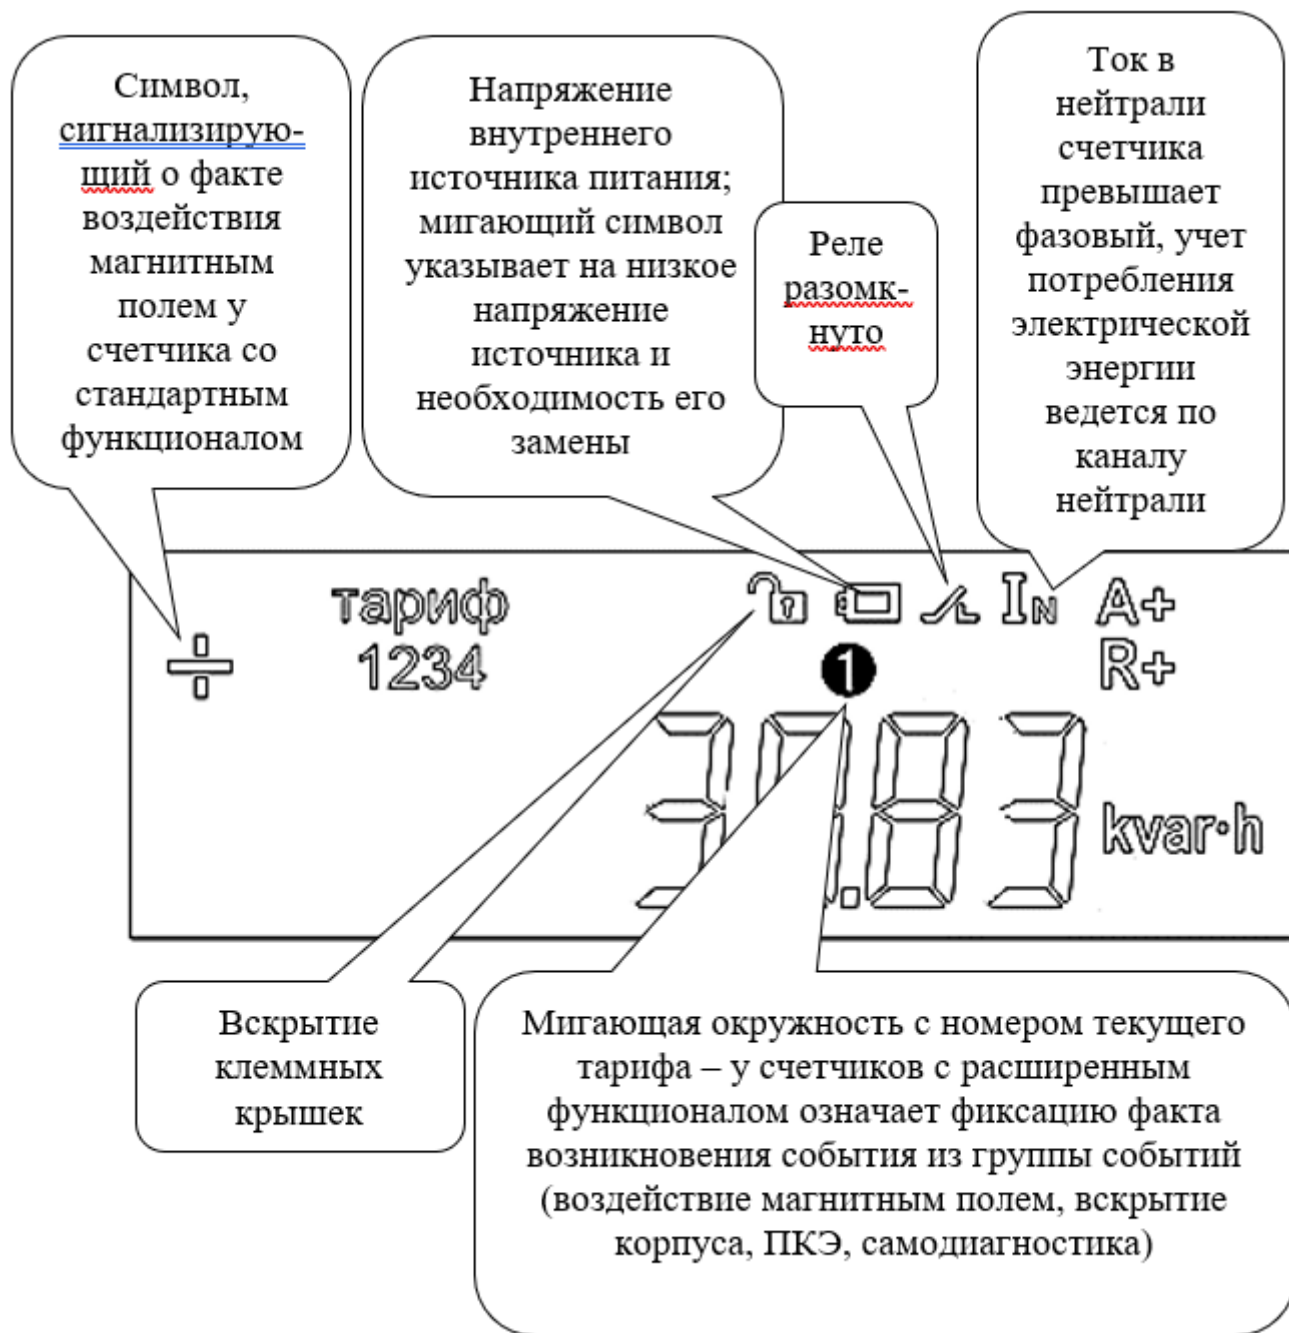 Символ,
сигнализирую-
щий о факте
воздействия
магнитным
полем у
счетчика со
стандартным
функционалом
Напряжение
внутреннего
источника питания;
мигающий символ
указывает на низкое
напряжение
источника и
необходимость его
замены
Реле
разомк-
нуто
Ток в
нейтрали
счетчика
превышает
фазовый, учет
потребления
электрической
энергии
ведется по
каналу
нейтрали
тариф
1234
IN
A+
1
R+
kvar·h
Вскрытие
клеммных
крышек
Мигающая окружность с номером текущего
тарифа – у счетчиков с расширенным
функционалом означает фиксацию факта
возникновения события из группы событий
(воздействие магнитным полем, вскрытие
корпуса, ПКЭ, самодиагностика)